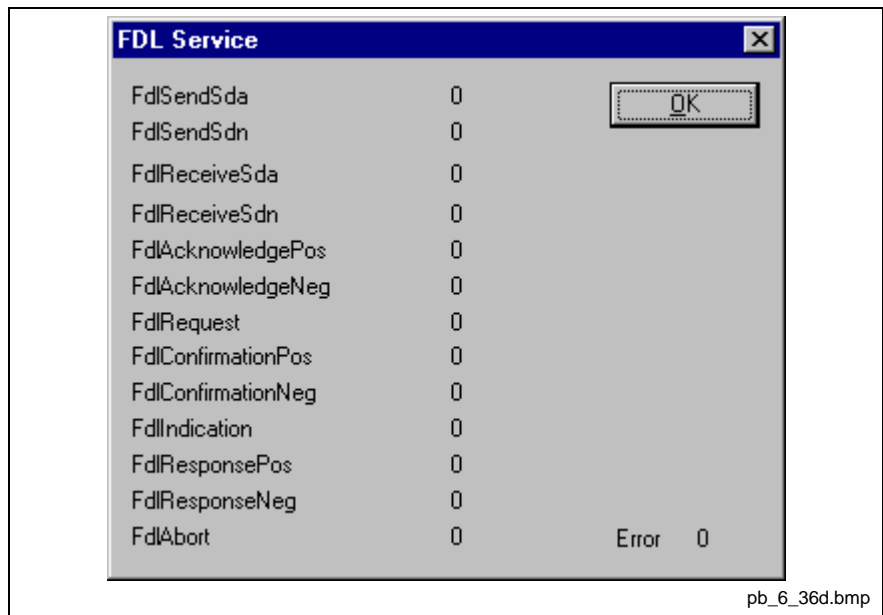 FDL Service
FdlSendSda 0 OK
FdlSendSdn 0
FdlReceiveSda 0
FdlReceiveSdn 0
FdlAcknowledgePos 0
FdlAcknowledgeNeg 0
FdlRequest 0
FdlConfirmationPos 0
FdlConfirmationNeg 0
FdlIndication 0
FdlResponsePos 0
FdlResponseNeg 0
FdlAbort 0 Error 0
pb_6_36d.bmp